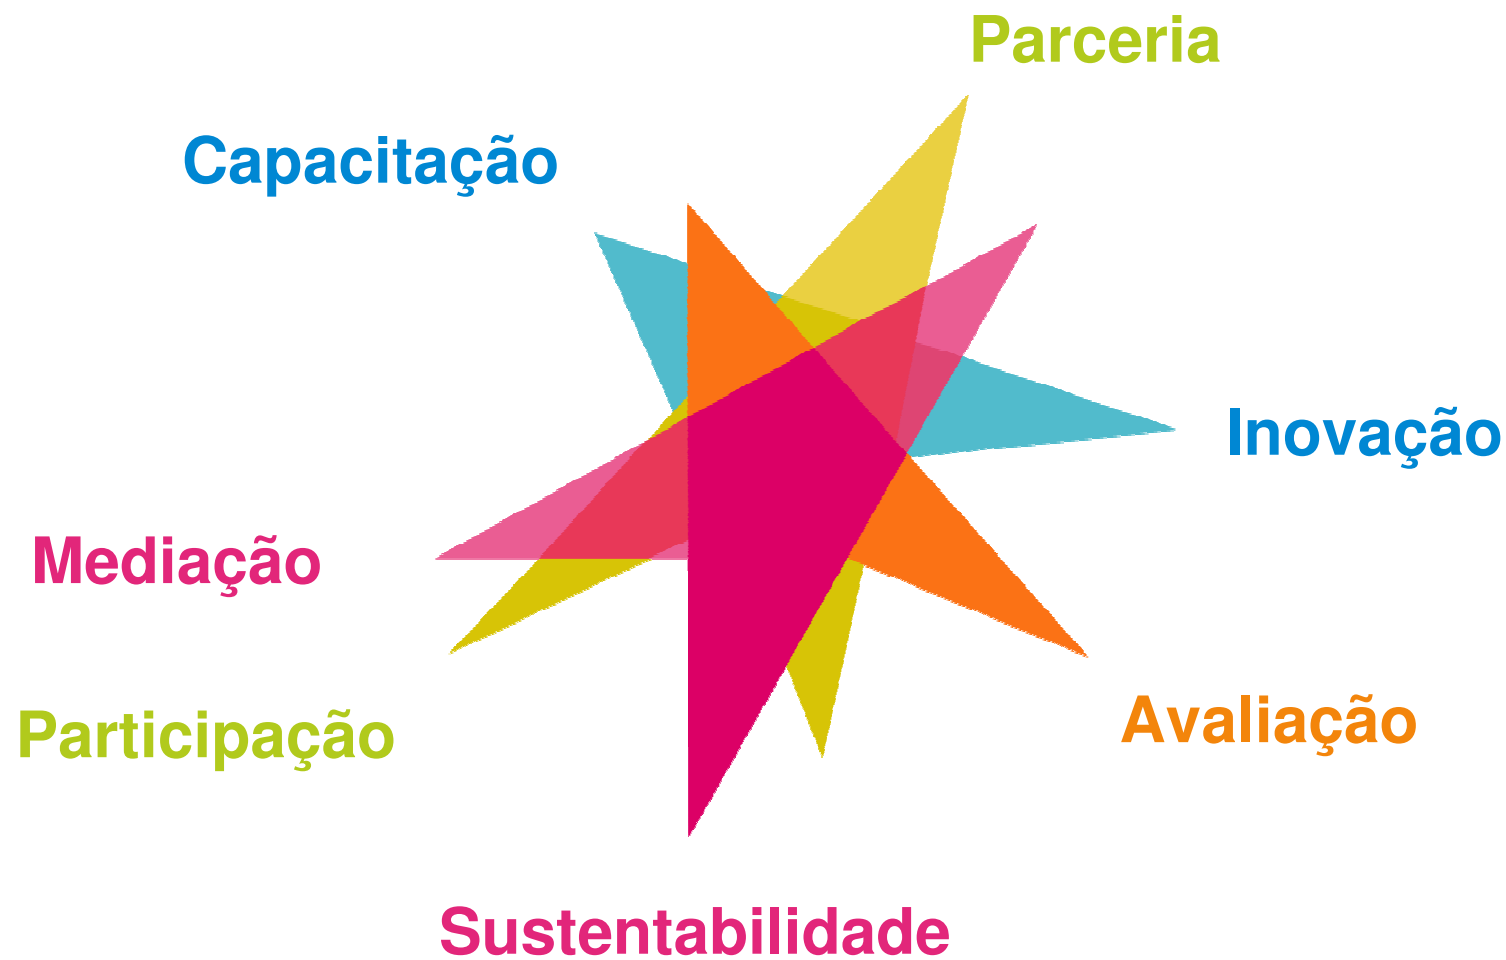 Parceria
Capacitação
Inovação
Mediação
Avaliação
Participação
Sustentabilidade